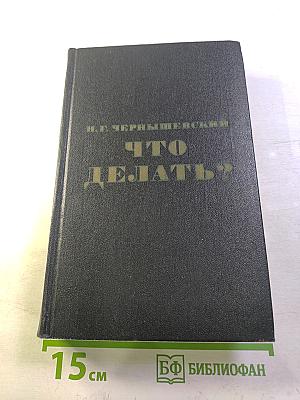 Н. Г. ЧЕРНЫШЕВСКИЙ
ЧТО
ДЕЛАТЬ?
15 СМ
БФ БИБЛИОФАН